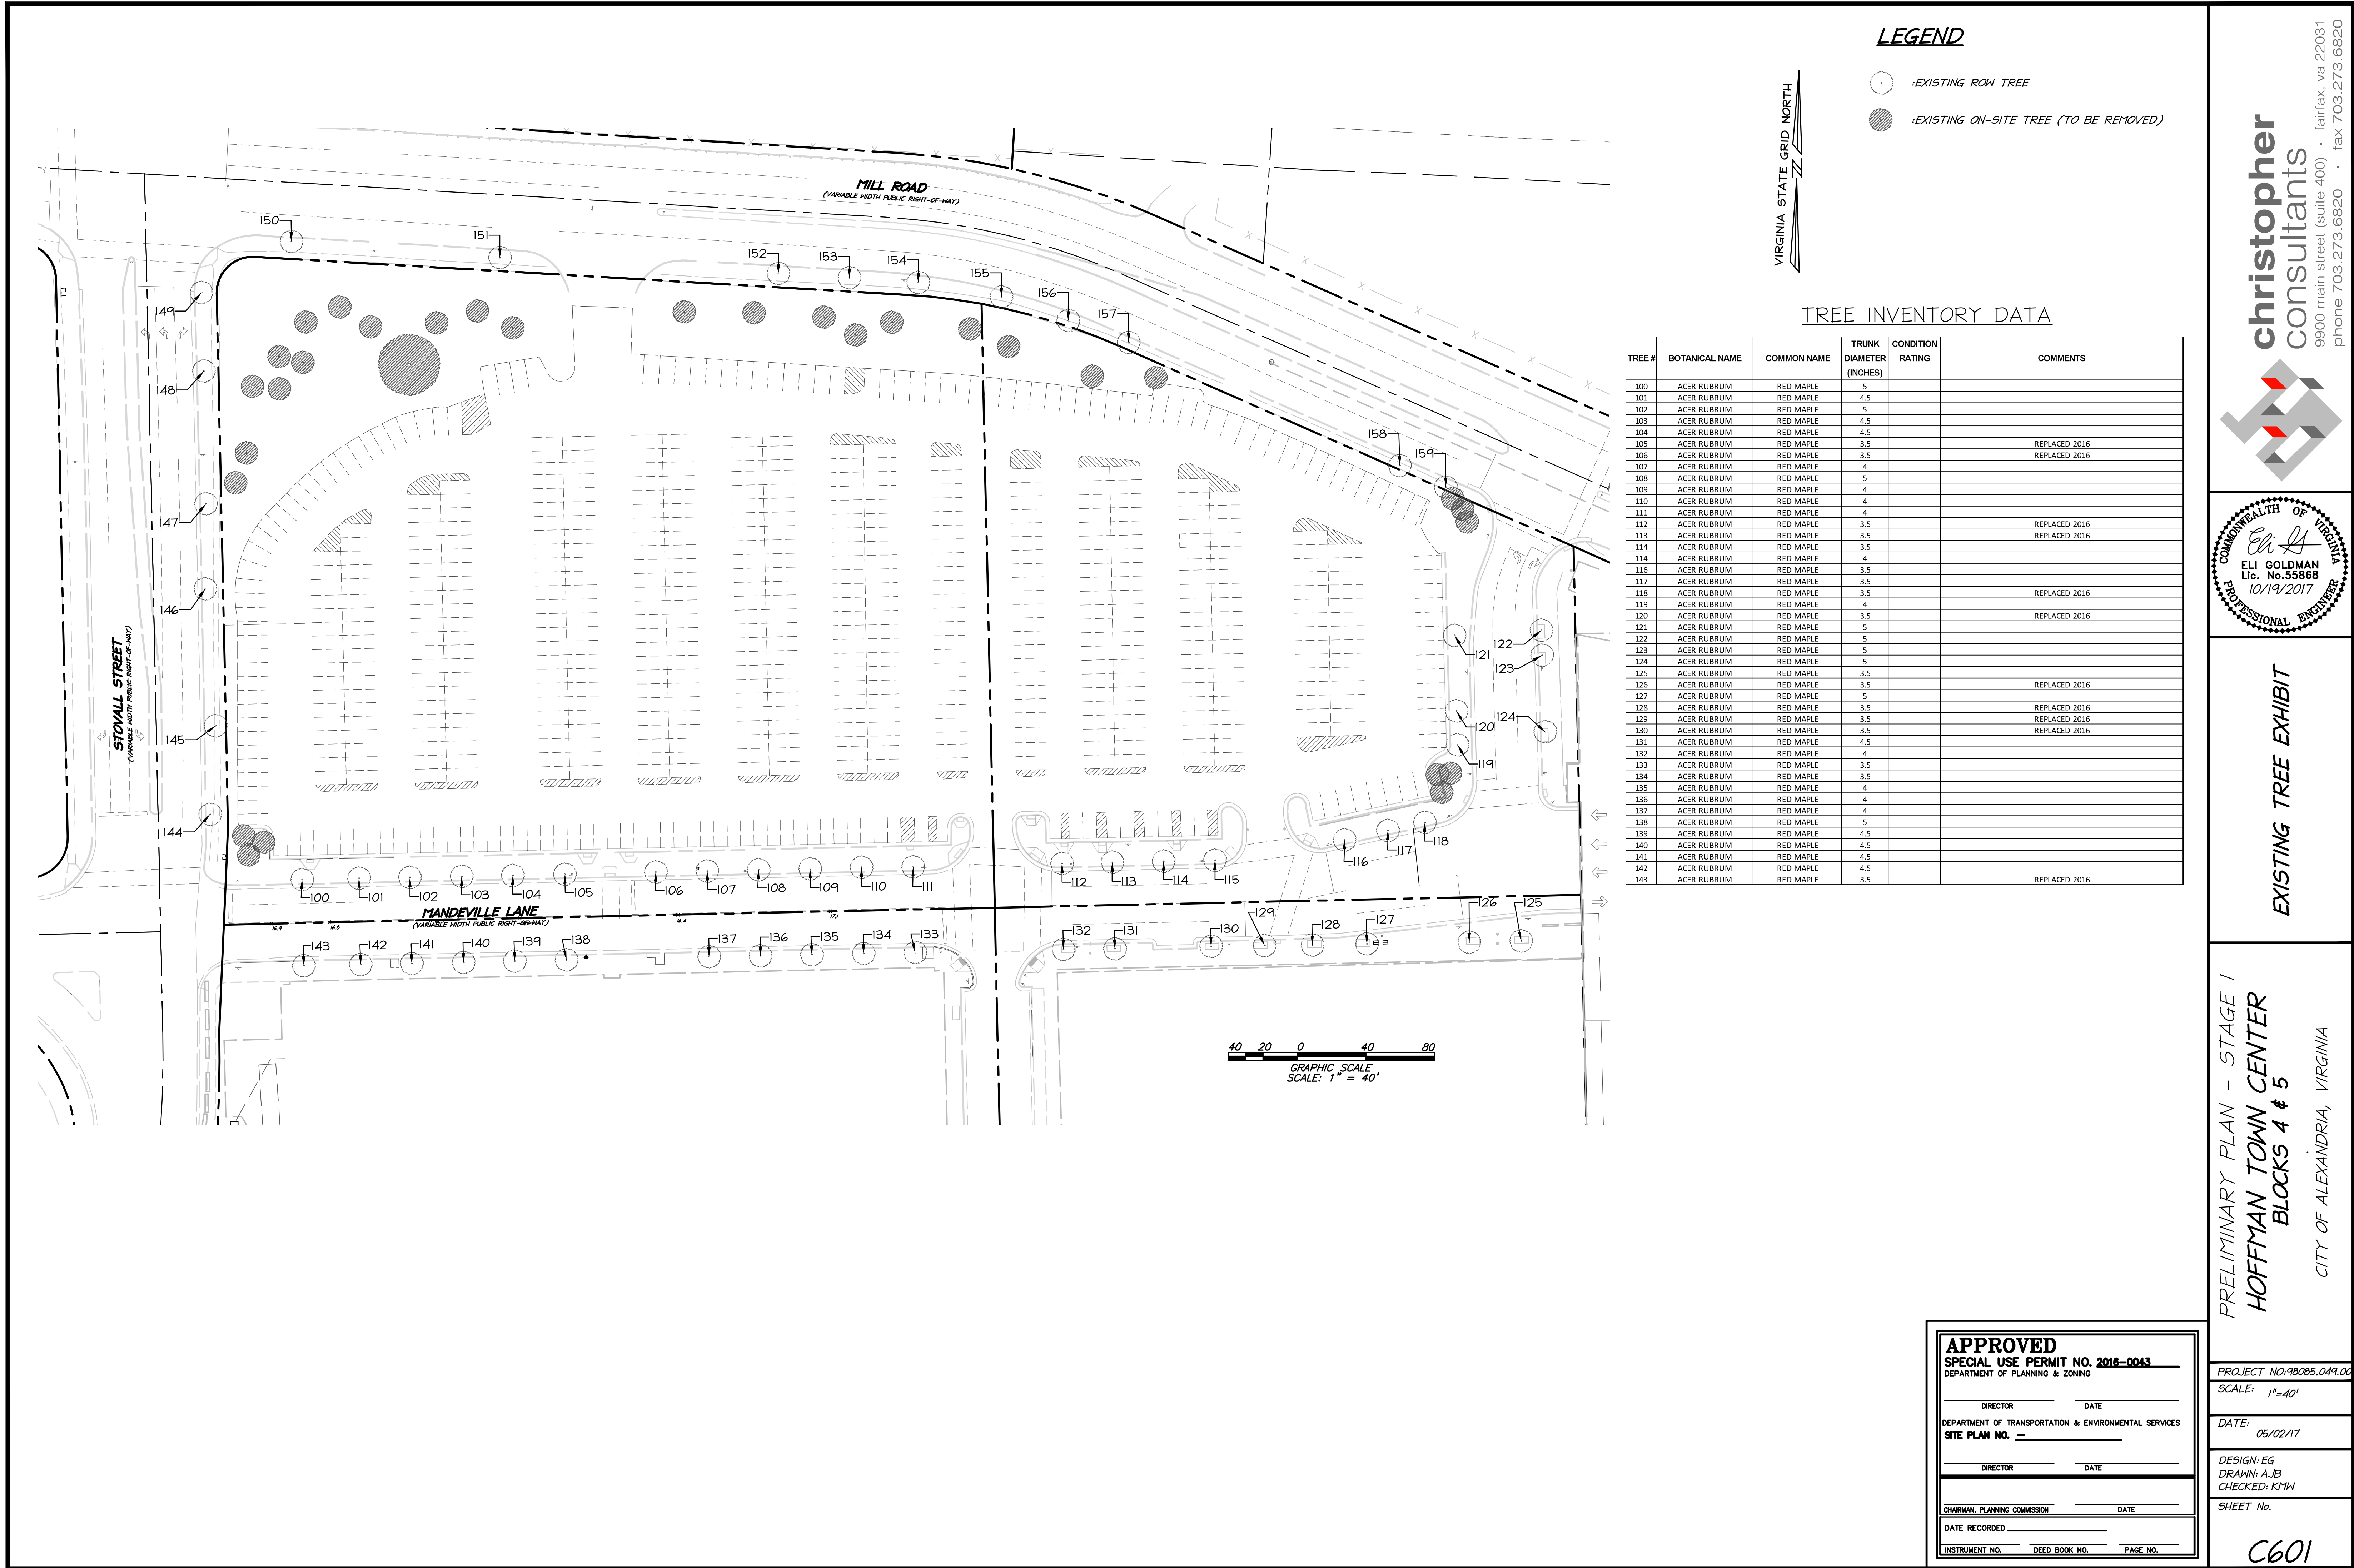 LEGEND
:EXISTING ROW TREE
:EXISTING ON-SITE TREE (TO BE REMOVED)
VIRGINIA STATE GRID NORTH
N
MILL ROAD
(VARIABLE WIDTH PUBLIC RIGHT-OF-WAY)
150
151
152
153
154
155
156
157
149
148
158
159
147
146
STOVALL STREET
(VARIABLE WIDTH PUBLIC RIGHT-OF-WAY)
121
122
123
120
124
119
145
144
116
117
118
100
101
102
103
104
105
106
107
108
109
110
111
112
113
114
115
MANDEVILLE LANE
(VARIABLE WIDTH PUBLIC RIGHT-OF-WAY)
16.9
16.8
16.4
17.1
143
142
141
140
139
138
137
136
135
134
133
132
131
130
129
128
127
126
125
40 20 0 40 80
GRAPHIC SCALE
SCALE: 1" = 40'
TREE INVENTORY DATA
TREE # BOTANICAL NAME COMMON NAME TRUNK DIAMETER (INCHES) CONDITION RATING COMMENTS
100 ACER RUBRUM RED MAPLE 5
101 ACER RUBRUM RED MAPLE 4.5
102 ACER RUBRUM RED MAPLE 5
103 ACER RUBRUM RED MAPLE 4.5
104 ACER RUBRUM RED MAPLE 4.5
105 ACER RUBRUM RED MAPLE 3.5 REPLACED 2016
106 ACER RUBRUM RED MAPLE 3.5 REPLACED 2016
107 ACER RUBRUM RED MAPLE 4
108 ACER RUBRUM RED MAPLE 5
109 ACER RUBRUM RED MAPLE 4
110 ACER RUBRUM RED MAPLE 4
111 ACER RUBRUM RED MAPLE 4
112 ACER RUBRUM RED MAPLE 3.5 REPLACED 2016
113 ACER RUBRUM RED MAPLE 3.5 REPLACED 2016
114 ACER RUBRUM RED MAPLE 3.5
114 ACER RUBRUM RED MAPLE 4
116 ACER RUBRUM RED MAPLE 3.5
117 ACER RUBRUM RED MAPLE 3.5
118 ACER RUBRUM RED MAPLE 3.5 REPLACED 2016
119 ACER RUBRUM RED MAPLE 4
120 ACER RUBRUM RED MAPLE 3.5 REPLACED 2016
121 ACER RUBRUM RED MAPLE 5
122 ACER RUBRUM RED MAPLE 5
123 ACER RUBRUM RED MAPLE 5
124 ACER RUBRUM RED MAPLE 5
125 ACER RUBRUM RED MAPLE 3.5
126 ACER RUBRUM RED MAPLE 3.5 REPLACED 2016
127 ACER RUBRUM RED MAPLE 5
128 ACER RUBRUM RED MAPLE 3.5 REPLACED 2016
129 ACER RUBRUM RED MAPLE 3.5 REPLACED 2016
130 ACER RUBRUM RED MAPLE 3.5 REPLACED 2016
131 ACER RUBRUM RED MAPLE 4.5
132 ACER RUBRUM RED MAPLE 4
133 ACER RUBRUM RED MAPLE 3.5
134 ACER RUBRUM RED MAPLE 3.5
135 ACER RUBRUM RED MAPLE 4
136 ACER RUBRUM RED MAPLE 4
137 ACER RUBRUM RED MAPLE 4
138 ACER RUBRUM RED MAPLE 5
139 ACER RUBRUM RED MAPLE 4.5
140 ACER RUBRUM RED MAPLE 4.5
141 ACER RUBRUM RED MAPLE 4.5
142 ACER RUBRUM RED MAPLE 4.5
143 ACER RUBRUM RED MAPLE 3.5 REPLACED 2016
APPROVED
SPECIAL USE PERMIT NO. 2016-0043
DEPARTMENT OF PLANNING & ZONING
DIRECTOR DATE
DEPARTMENT OF TRANSPORTATION & ENVIRONMENTAL SERVICES
SITE PLAN NO. -
DIRECTOR DATE
CHAIRMAN, PLANNING COMMISSION DATE
DATE RECORDED
INSTRUMENT NO. DEED BOOK NO. PAGE NO.
christopher
consultants
9900 main street (suite 400) · fairfax, va 22031
phone 703.273.6820 · fax 703.273.6820
COMMONWEALTH OF VIRGINIA
ELI GOLDMAN
Lic. No.55868
10/19/2017
PROFESSIONAL ENGINEER
EXISTING TREE EXHIBIT
PRELIMINARY PLAN - STAGE 1
HOFFMAN TOWN CENTER
BLOCKS 4 & 5
CITY OF ALEXANDRIA, VIRGINIA
PROJECT NO:98085.049.00
SCALE: 1"=40'
DATE:
05/02/17
DESIGN: EG
DRAWN: AJB
CHECKED: KMW
SHEET No.
C601